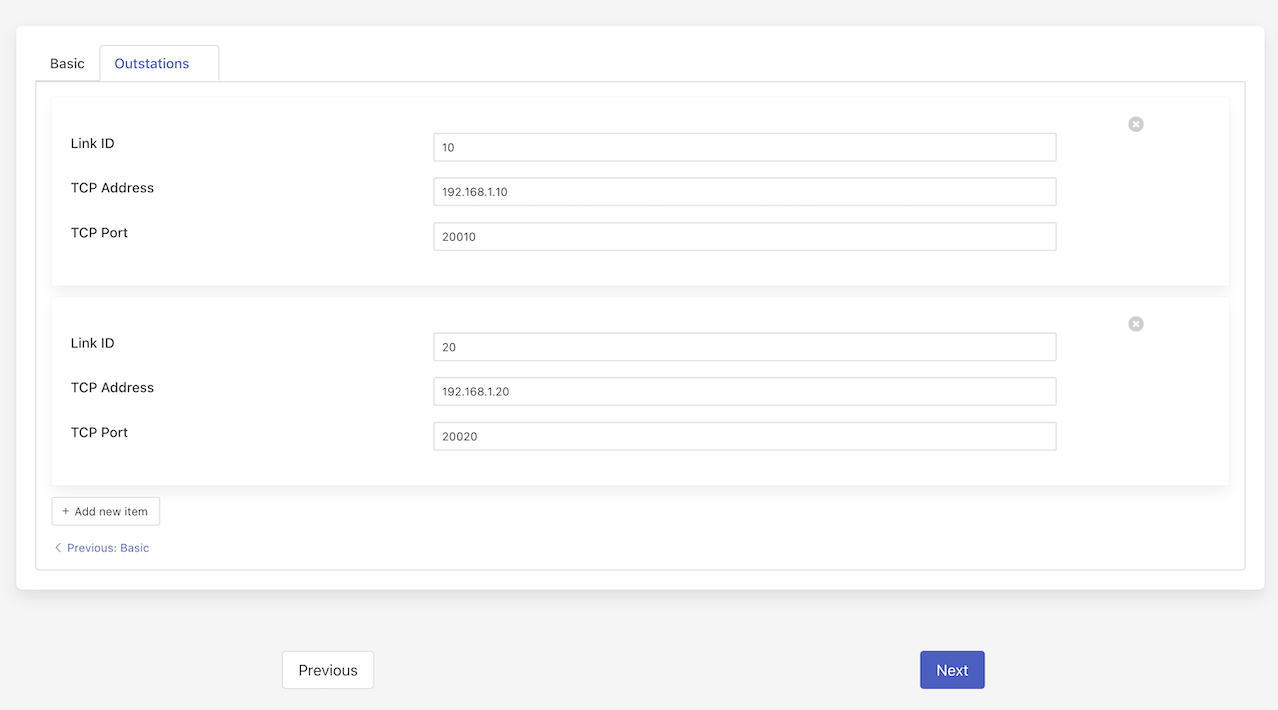 Basic Outstations
Link ID 10
TCP Address 192.168.1.10
TCP Port 20010
Link ID 20
TCP Address 192.168.1.20
TCP Port 20020
+ Add new item
< Previous: Basic
Previous Next